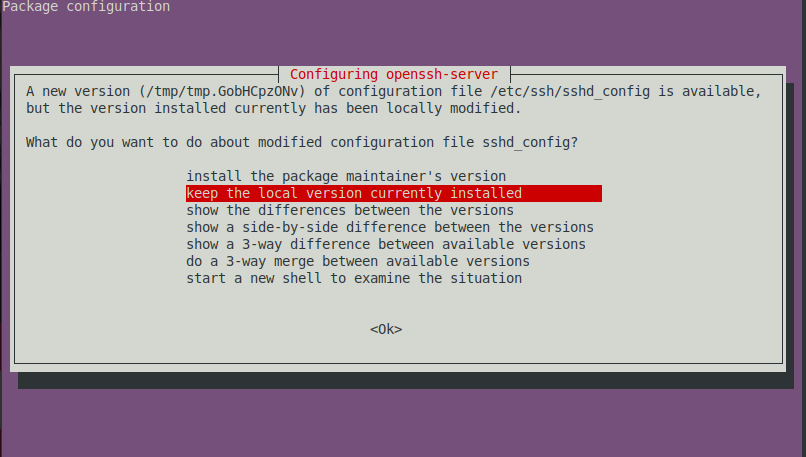 Package configuration
Configuring openssh-server
A new version (/tmp/tmp.GobHCpzONv) of configuration file /etc/ssh/sshd_config is available,
but the version installed currently has been locally modified.
What do you want to do about modified configuration file sshd_config?
install the package maintainer's version
keep the local version currently installed
show the differences between the versions
show a side-by-side difference between the versions
show a 3-way difference between available versions
do a 3-way merge between available versions
start a new shell to examine the situation
<Ok>